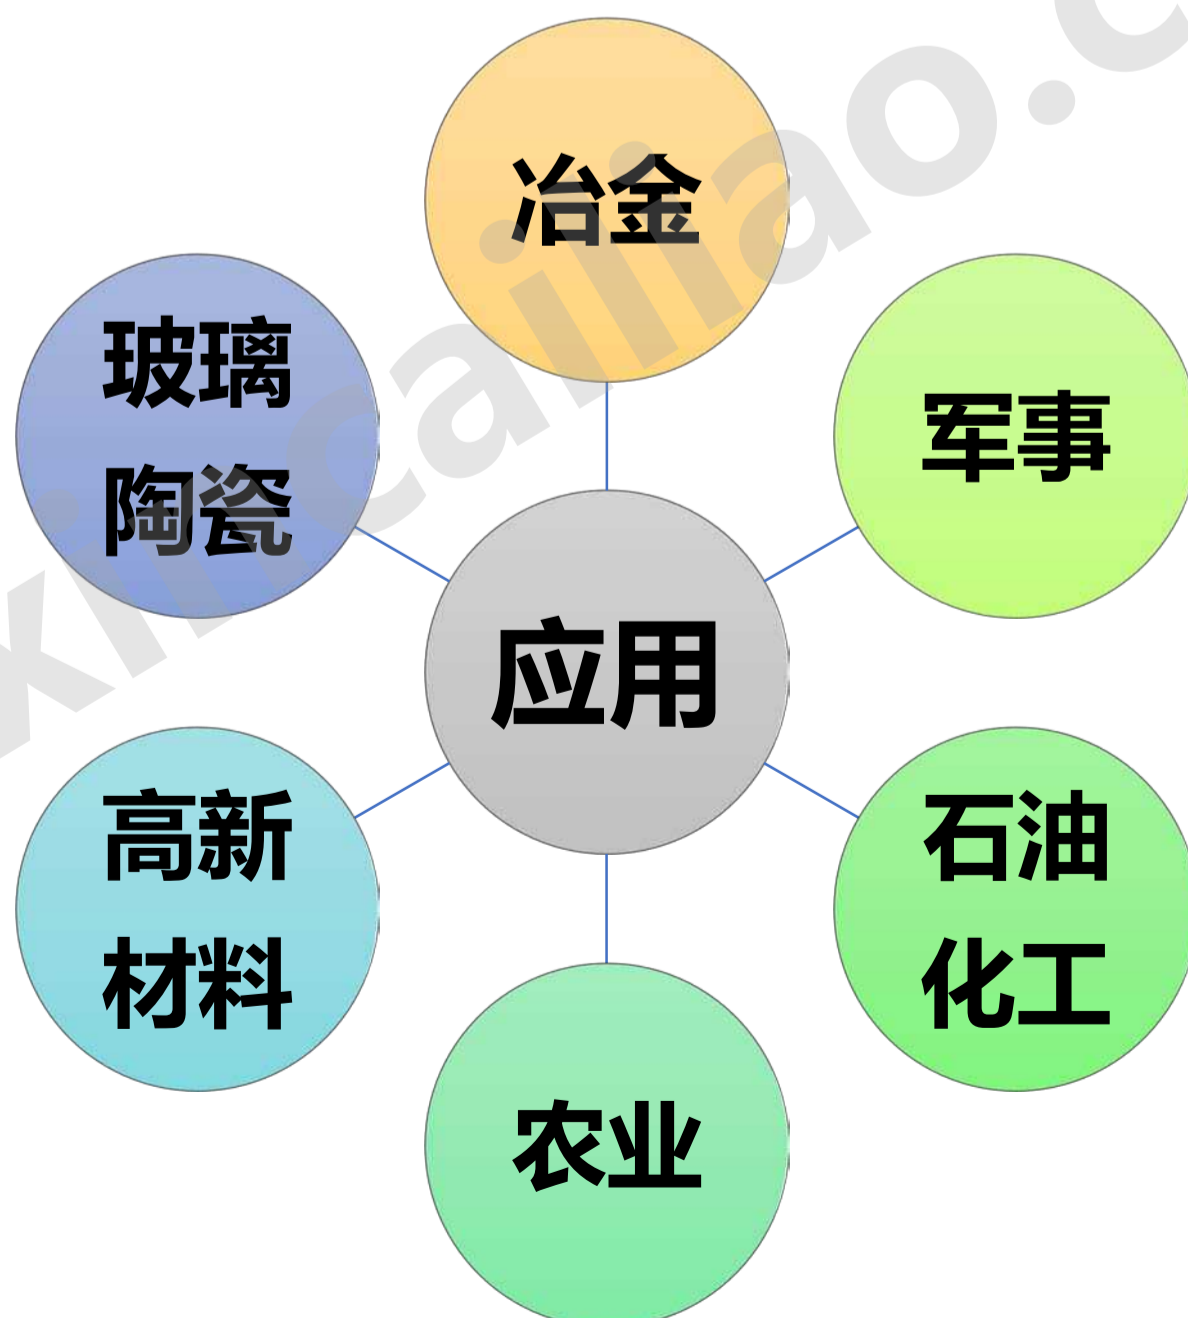 冶金
军事
玻璃
陶瓷
应用
高新
材料
石油
化工
农业
xincailiao.c